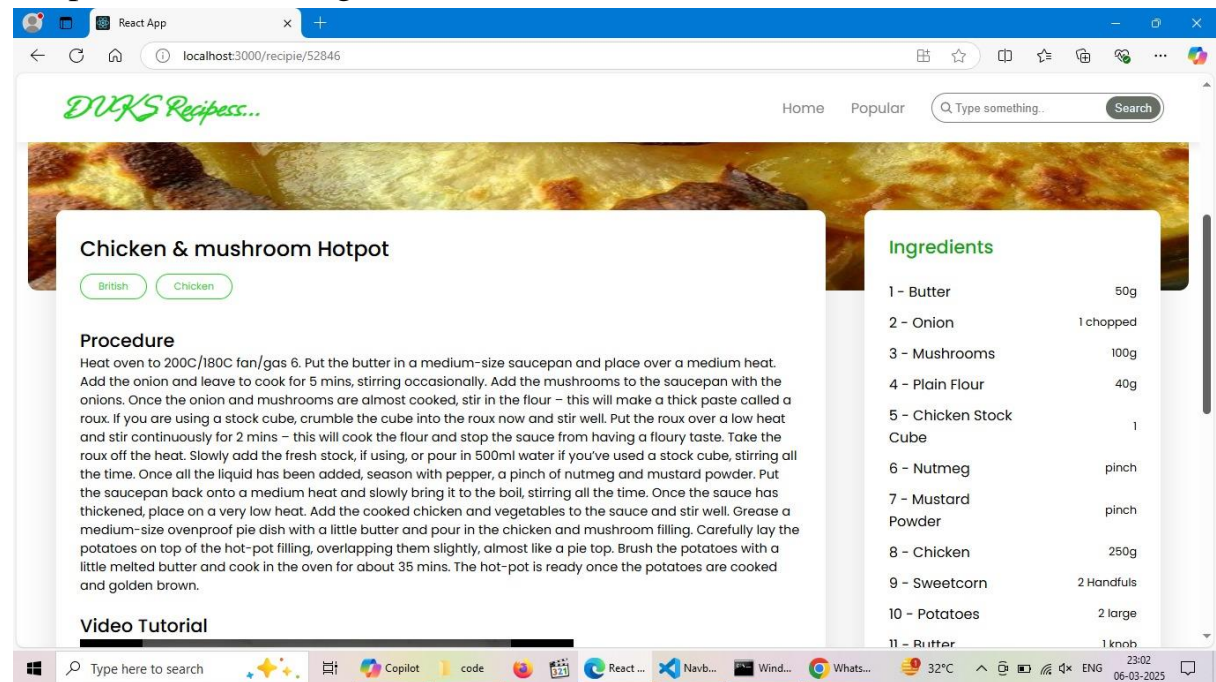 React App
localhost:3000/recipie/52846
DUKS Recipess...
Home Popular Type something.. Search
Chicken & mushroom Hotpot
British Chicken
Procedure
Heat oven to 200C/180C fan/gas 6. Put the butter in a medium-size saucepan and place over a medium heat.
Add the onion and leave to cook for 5 mins, stirring occasionally. Add the mushrooms to the saucepan with the
onions. Once the onion and mushrooms are almost cooked, stir in the flour – this will make a thick paste called a
roux. If you are using a stock cube, crumble the cube into the roux now and stir well. Put the roux over a low heat
and stir continuously for 2 mins – this will cook the flour and stop the sauce from having a floury taste. Take the
roux off the heat. Slowly add the fresh stock, if using, or pour in 500ml water if you've used a stock cube, stirring all
the time. Once all the liquid has been added, season with pepper, a pinch of nutmeg and mustard powder. Put
the saucepan back onto a medium heat and slowly bring it to the boil, stirring all the time. Once the sauce has
thickened, place on a very low heat. Add the cooked chicken and vegetables to the sauce and stir well. Grease a
medium-size ovenproof pie dish with a little butter and pour in the chicken and mushroom filling. Carefully lay the
potatoes on top of the hot-pot filling, overlapping them slightly, almost like a pie top. Brush the potatoes with a
little melted butter and cook in the oven for about 35 mins. The hot-pot is ready once the potatoes are cooked
and golden brown.
Video Tutorial
Ingredients
1 - Butter 50g
2 - Onion 1 chopped
3 - Mushrooms 100g
4 - Plain Flour 40g
5 - Chicken Stock
Cube 1
6 - Nutmeg pinch
7 - Mustard
Powder pinch
8 - Chicken 250g
9 - Sweetcorn 2 Handfuls
10 - Potatoes 2 large
11 - Butter 1 knob
Type here to search Copilot code 321 React ... Navb... Wind... Whats... 32°C ENG 23:02
06-03-2025